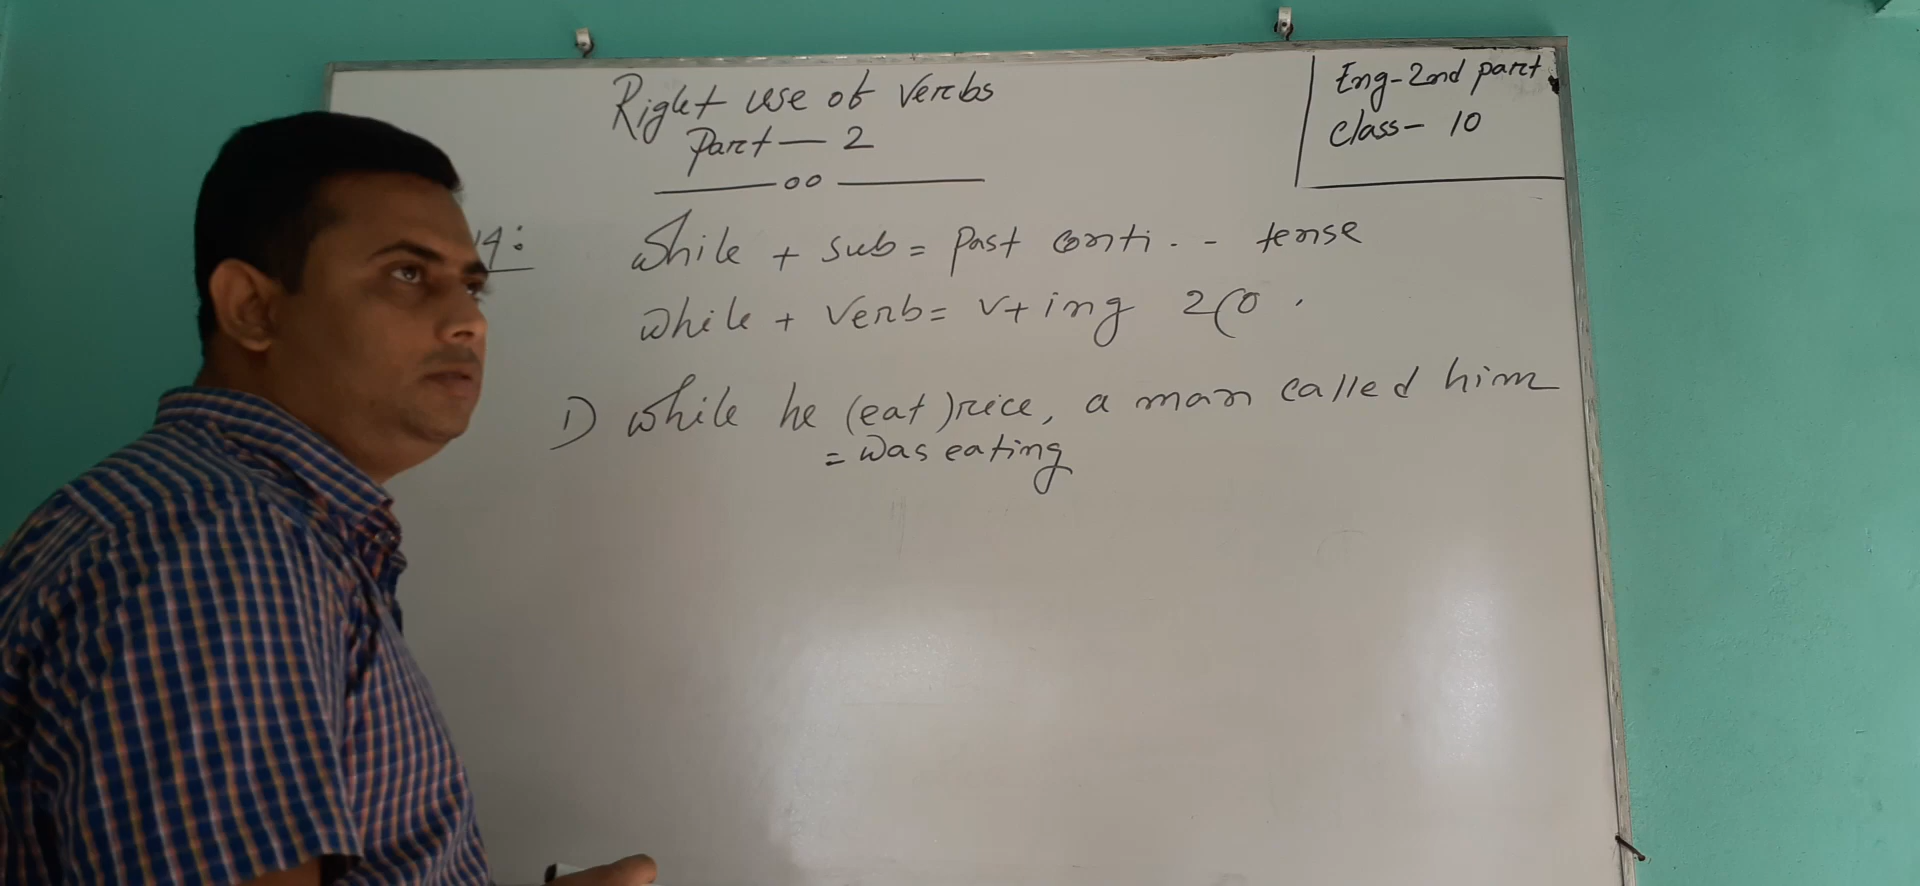 Right use of Verbs
Part — 2
Eng-2nd part
class- 10
14:
While + sub = Past conti .. - tense
while + Verb = v+ing হয় .
1) while he (eat) rice, a man called him
= was eating